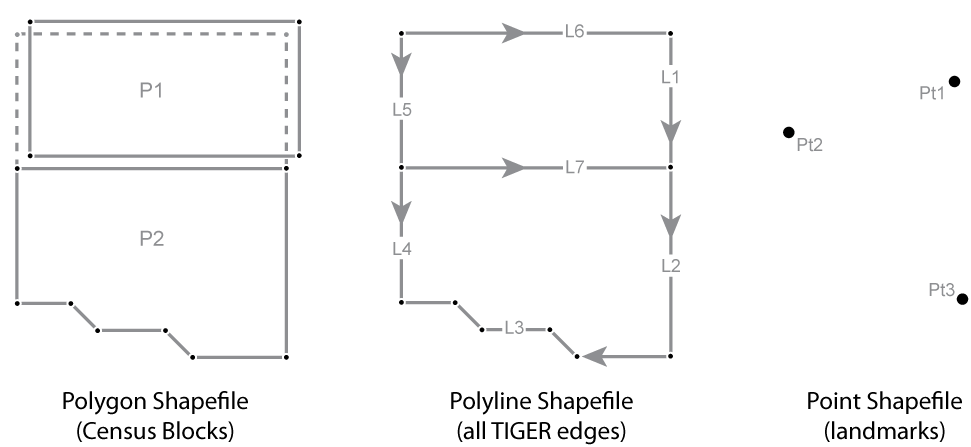 P1
P2
Polygon Shapefile
(Census Blocks)
L6
L1
L5
L7
L4
L2
L3
Polyline Shapefile
(all TIGER edges)
Pt1
Pt2
Pt3
Point Shapefile
(landmarks)